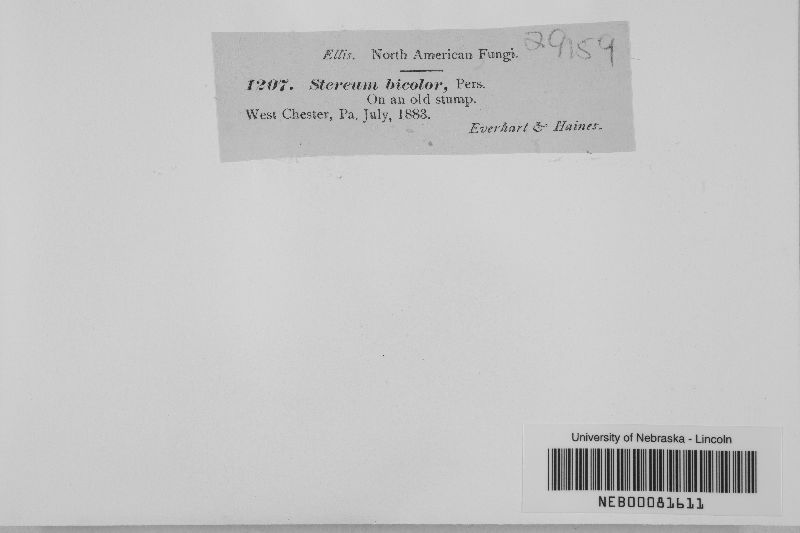 Ellis. North American Fungi. 29159
1207. Stereum bicolor, Pers.
On an old stump.
West Chester, Pa. July, 1883.
Everhart & Haines.
University of Nebraska - Lincoln
NEB00081611